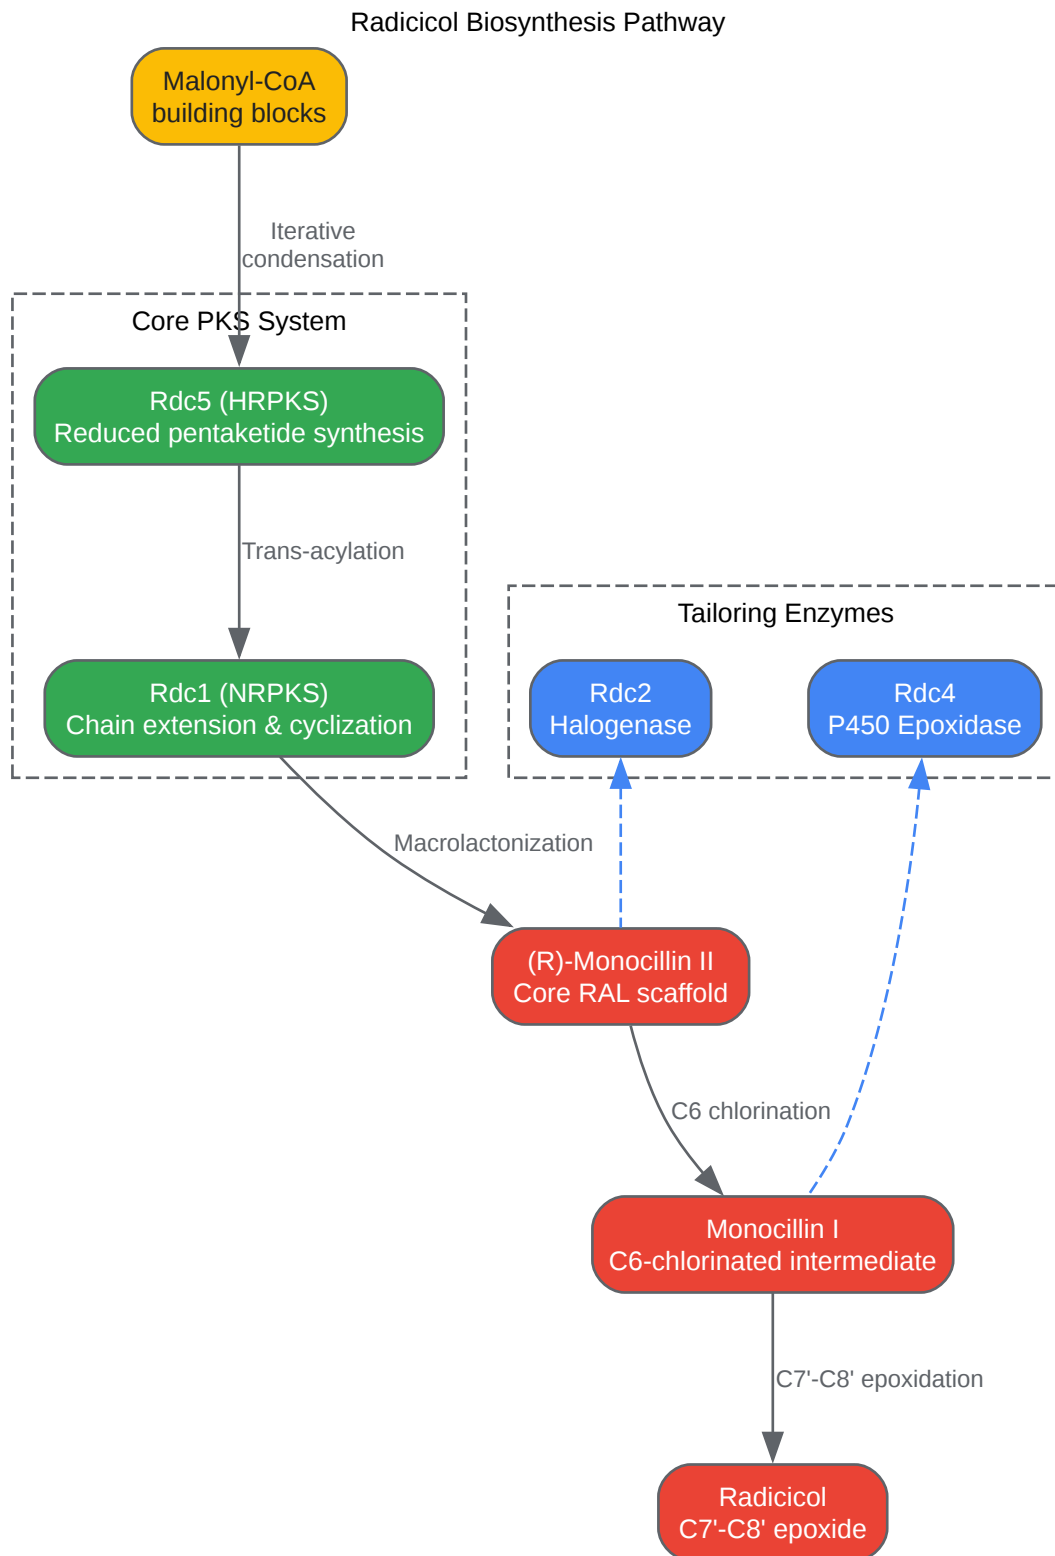 Radicicol Biosynthesis Pathway
Malonyl-CoA
building blocks
Iterative
condensation
Core PKS System
Rdc5 (HRPKS)
Reduced pentaketide synthesis
Trans-acylation
Tailoring Enzymes
Rdc1 (NRPKS)
Chain extension & cyclization
Rdc2
Halogenase
Rdc4
P450 Epoxidase
Macrolactonization
(R)-Monocillin II
Core RAL scaffold
C6 chlorination
Monocillin I
C6-chlorinated intermediate
C7'-C8' epoxidation
Radicicol
C7'-C8' epoxide